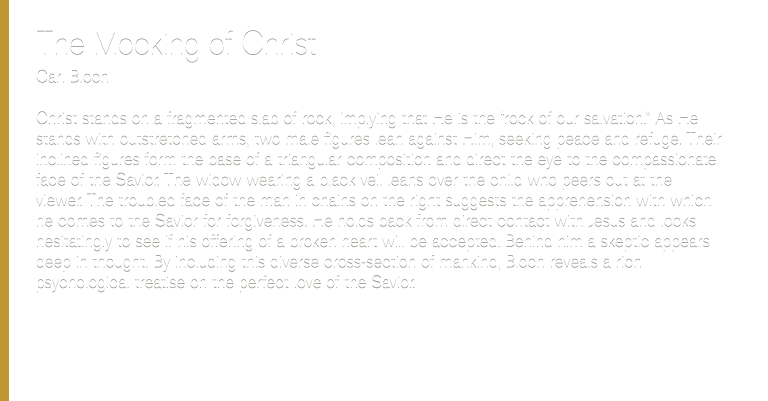 The Mocking of Christ
Carl Bloch
Christ stands on a fragmented slab of rock, implying that He is the "rock of our salvation." As He
stands with outstretched arms, two male figures lean against Him, seeking peace and refuge. Their
inclined figures form the base of a triangular composition and direct the eye to the compassionate
face of the Savior. The widow wearing a black veil leans over the child who peers out at the
viewer. The troubled face of the man in chains on the right suggests the apprehension with which
he comes to the Savior for forgiveness. He holds back from direct contact with Jesus and looks
hesitatingly to see if his offering of a broken heart will be accepted. Behind him a skeptic appears
deep in thought. By including this diverse cross-section of mankind, Bloch reveals a rich
psychological treatise on the perfect love of the Savior.